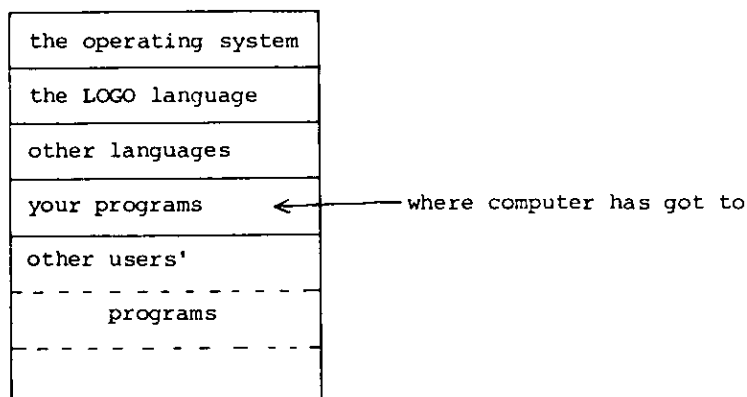 the operating system
the LOGO language
other languages
your programs
where computer has got to
other users'
programs